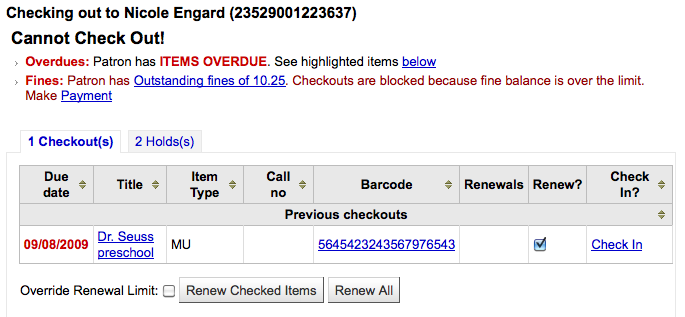 Checking out to Nicole Engard (23529001223637)
Cannot Check Out!
Overdues: Patron has ITEMS OVERDUE. See highlighted items below
Fines: Patron has Outstanding fines of 10.25. Checkouts are blocked because fine balance is over the limit.
Make Payment
1 Checkout(s) 2 Holds(s)
Due date Title Item Type Call no Barcode Renewals Renew? Check In?
Previous checkouts
09/08/2009 Dr. Seuss preschool MU 5645423243567976543 Check In
Override Renewal Limit: Renew Checked Items Renew All